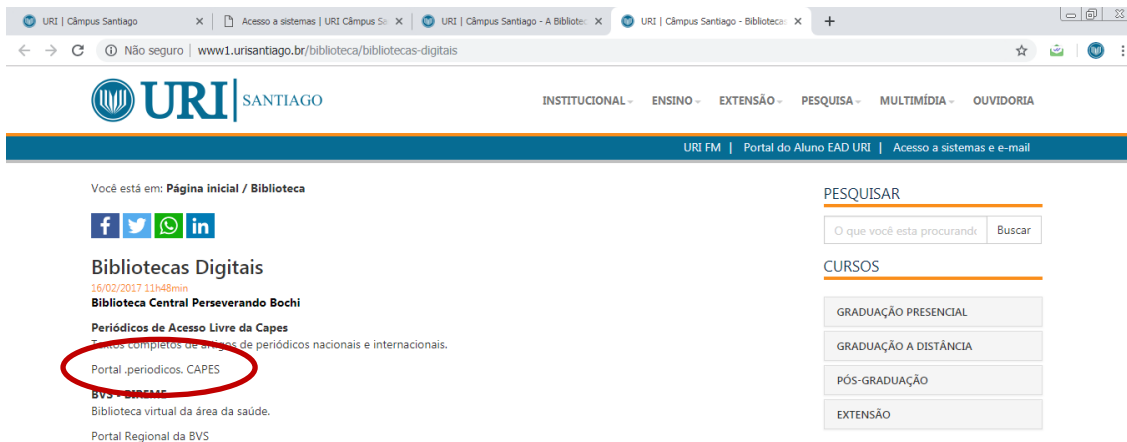 URI | Câmpus Santiago
Acesso a sistemas | URI Câmpus Sa
URI | Câmpus Santiago - A Bibliotec
URI | Câmpus Santiago - Bibliotecas
Não seguro | www1.urisantiago.br/biblioteca/bibliotecas-digitais
URI SANTIAGO
INSTITUCIONAL ENSINO EXTENSÃO PESQUISA MULTIMÍDIA OUVIDORIA
URI FM | Portal do Aluno EAD URI | Acesso a sistemas e e-mail
Você está em: Página inicial / Biblioteca
Bibliotecas Digitais
16/02/2017 11h48min
Biblioteca Central Perseverando Bochi
Periódicos de Acesso Livre da Capes
Textos completos de artigos de periódicos nacionais e internacionais.
Portal .periodicos. CAPES
BVS - BIREME
Biblioteca virtual da área da saúde.
Portal Regional da BVS
PESQUISAR
O que você esta procurando Buscar
CURSOS
GRADUAÇÃO PRESENCIAL
GRADUAÇÃO A DISTÂNCIA
PÓS-GRADUAÇÃO
EXTENSÃO